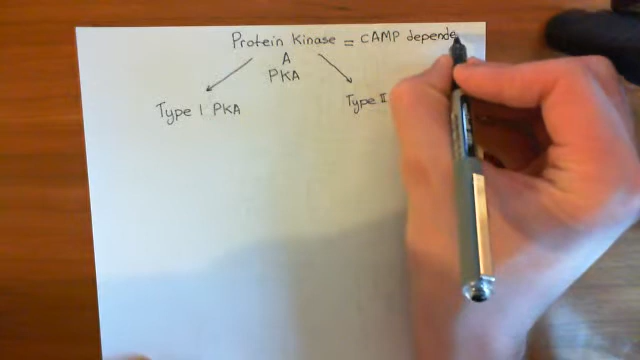 Protein Kinase = cAMP depende
A
PKA
Type I PKA
Type II